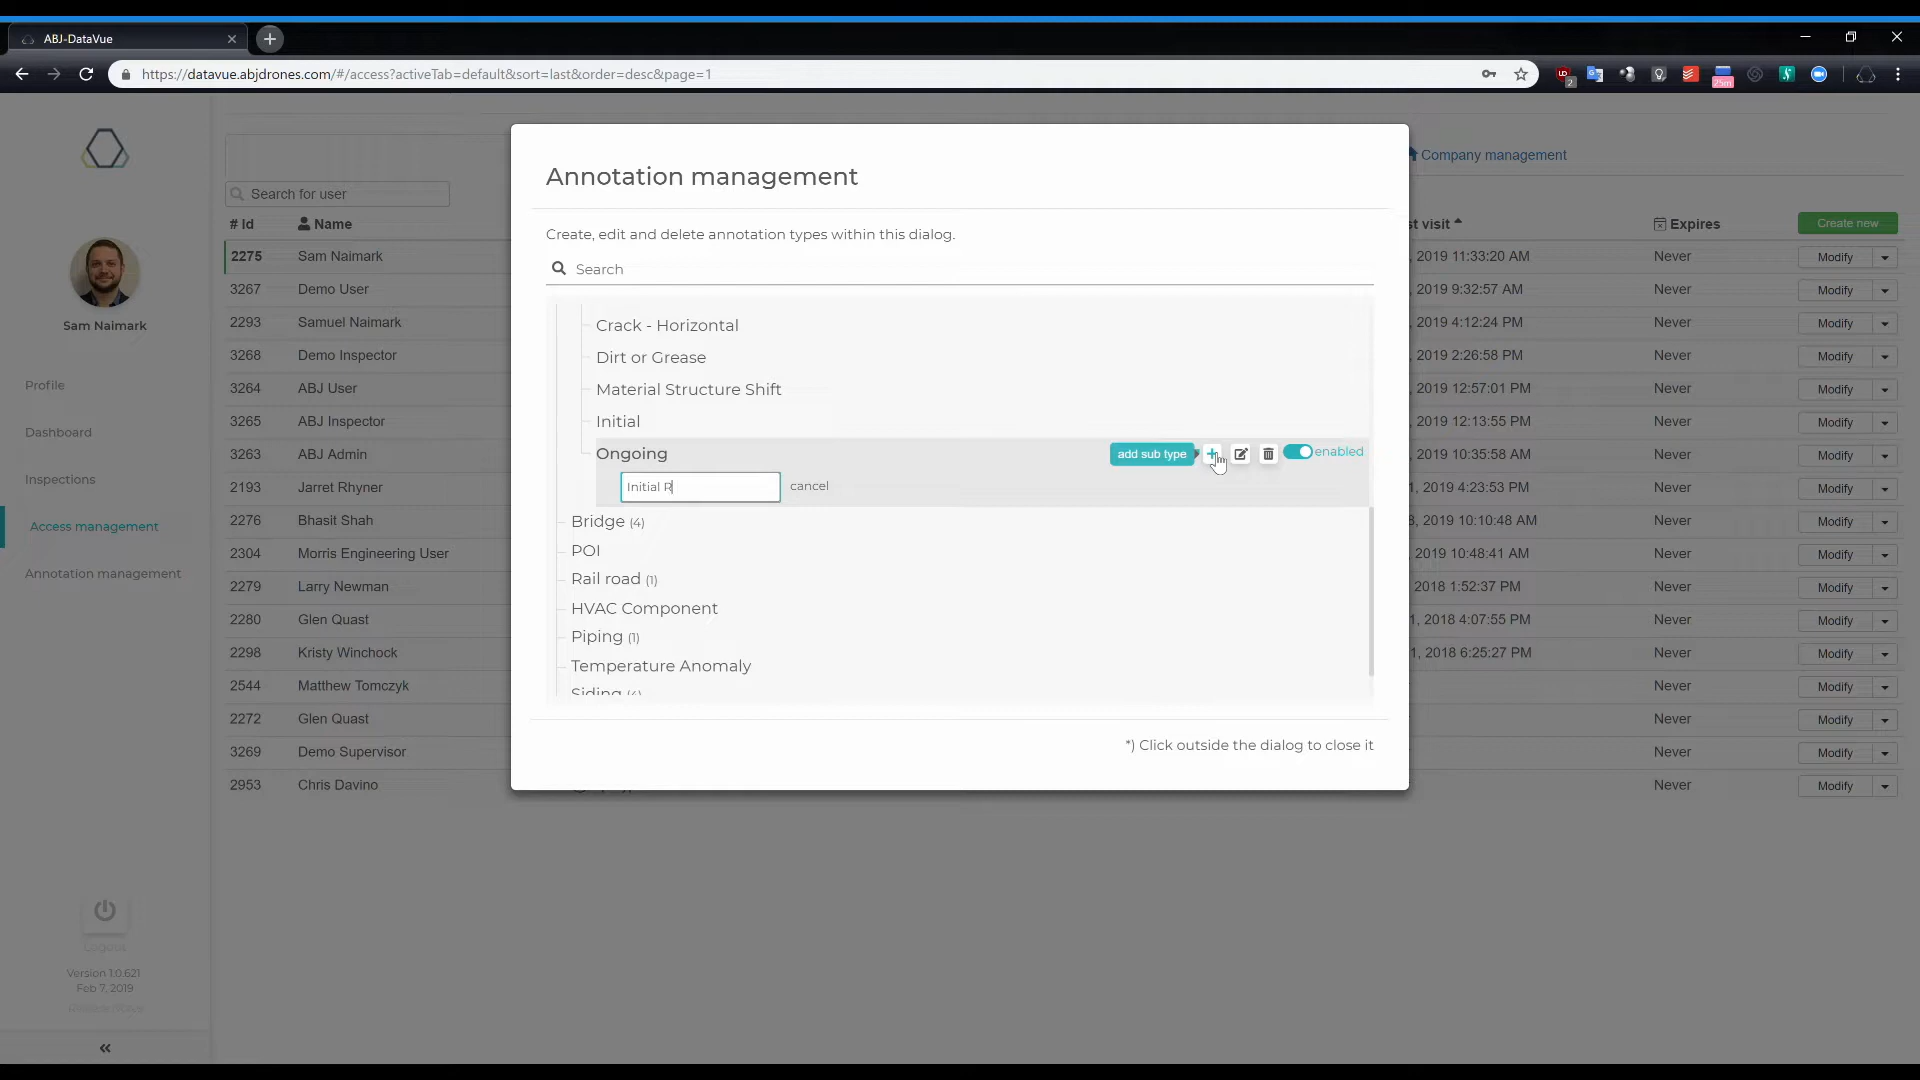 ABJ-DataVue
https://datavue.abjdrones.com/#/access?activeTab=default&sort=last&order=desc&page=1
2
25m
Sam Naimark
Profile
Dashboard
Inspections
Access management
Annotation management
Logout
Version 1.0.621
Feb 7, 2019
«
Company management
Search for user
# Id Name st visit Expires Create new
2275 Sam Naimark , 2019 11:33:20 AM Never Modify
3267 Demo User , 2019 9:32:57 AM Never Modify
2293 Samuel Naimark , 2019 4:12:24 PM Never Modify
3268 Demo Inspector , 2019 2:26:58 PM Never Modify
3264 ABJ User , 2019 12:57:01 PM Never Modify
3265 ABJ Inspector , 2019 12:13:55 PM Never Modify
3263 ABJ Admin , 2019 10:35:58 AM Never Modify
2193 Jarret Rhyner 1, 2019 4:23:53 PM Never Modify
2276 Bhasit Shah 8, 2019 10:10:48 AM Never Modify
2304 Morris Engineering User , 2019 10:48:41 AM Never Modify
2279 Larry Newman , 2018 1:52:37 PM Never Modify
2280 Glen Quast 1, 2018 4:07:55 PM Never Modify
2298 Kristy Winchock 1, 2018 6:25:27 PM Never Modify
2544 Matthew Tomczyk Never Modify
2272 Glen Quast Never Modify
3269 Demo Supervisor Never Modify
2953 Chris Davino Never Modify
Annotation management
Create, edit and delete annotation types within this dialog.
Search
Crack - Horizontal
Dirt or Grease
Material Structure Shift
Initial
Ongoing add sub type enabled
Initial R cancel
Bridge (4)
POI
Rail road (1)
HVAC Component
Piping (1)
Temperature Anomaly
Siding (4)
*) Click outside the dialog to close it